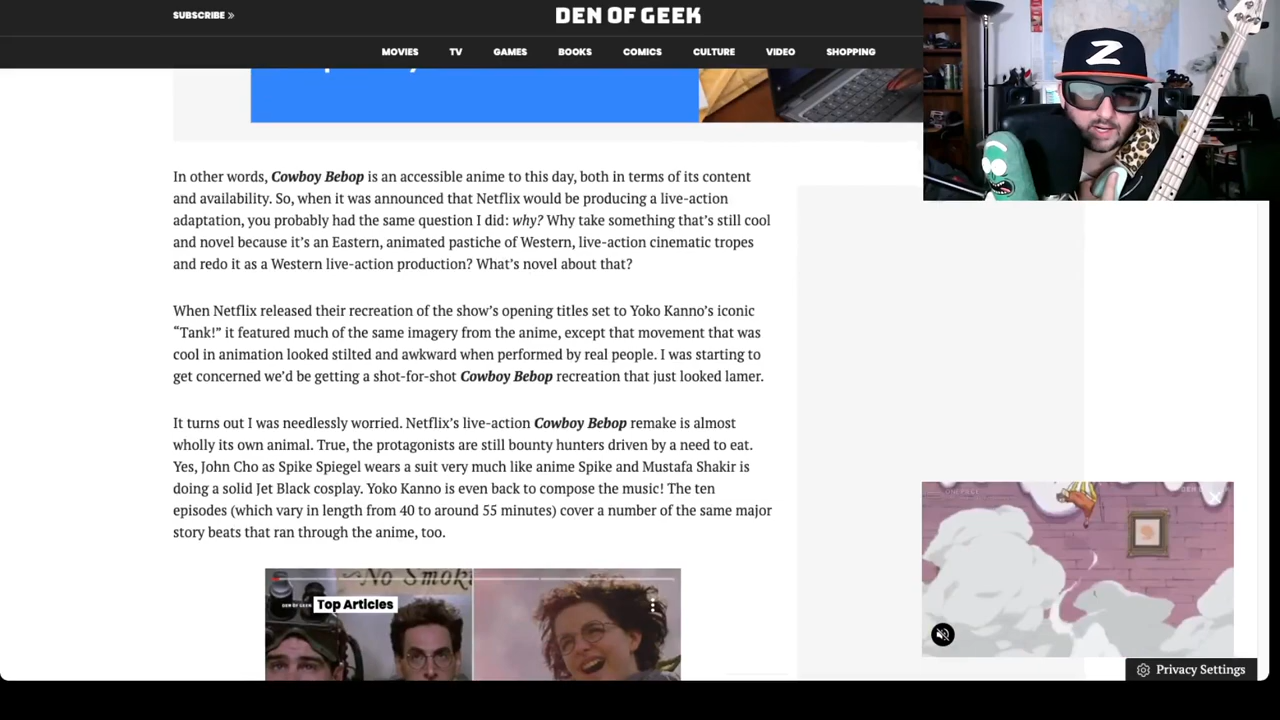 SUBSCRIBE »
DEN OF GEEK
MOVIES TV GAMES BOOKS COMICS CULTURE VIDEO SHOPPING
Z
In other words, Cowboy Bebop is an accessible anime to this day, both in terms of its content
and availability. So, when it was announced that Netflix would be producing a live-action
adaptation, you probably had the same question I did: why? Why take something that’s still cool
and novel because it’s an Eastern, animated pastiche of Western, live-action cinematic tropes
and redo it as a Western live-action production? What’s novel about that?
When Netflix released their recreation of the show’s opening titles set to Yoko Kanno’s iconic
“Tank!” it featured much of the same imagery from the anime, except that movement that was
cool in animation looked stilted and awkward when performed by real people. I was starting to
get concerned we’d be getting a shot-for-shot Cowboy Bebop recreation that just looked lamer.
It turns out I was needlessly worried. Netflix’s live-action Cowboy Bebop remake is almost
wholly its own animal. True, the protagonists are still bounty hunters driven by a need to eat.
Yes, John Cho as Spike Spiegel wears a suit very much like anime Spike and Mustafa Shakir is
doing a solid Jet Black cosplay. Yoko Kanno is even back to compose the music! The ten
episodes (which vary in length from 40 to around 55 minutes) cover a number of the same major
story beats that ran through the anime, too.
No Smok
DEN OF GEEK Top Articles
Privacy Settings